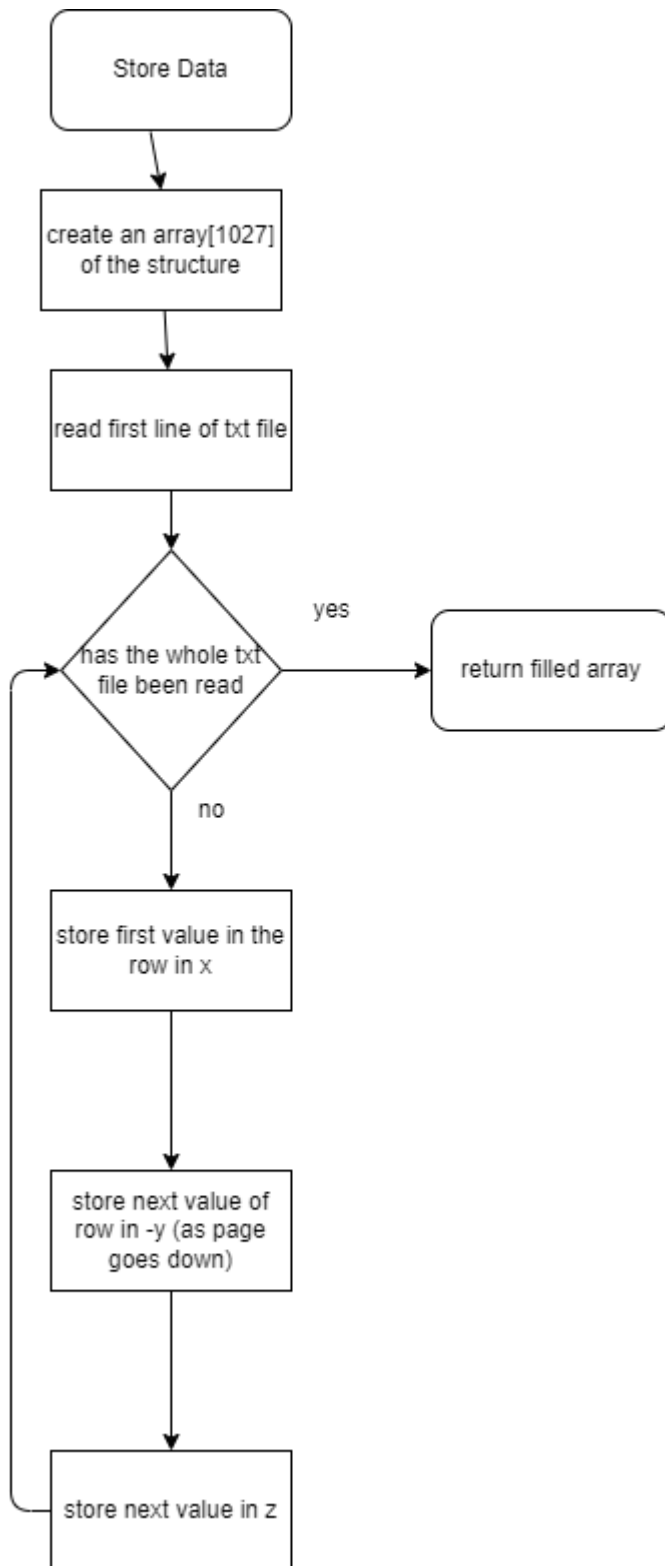 Store Data
create an array[1027]
of the structure
read first line of txt file
has the whole txt
file been read
yes
return filled array
no
store first value in the
row in x
store next value of
row in -y (as page
goes down)
store next value in z